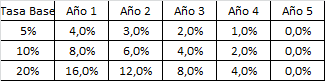 Tasa Base Año 1 Año 2 Año 3 Año 4 Año 5
5% 4,0% 3,0% 2,0% 1,0% 0,0%
10% 8,0% 6,0% 4,0% 2,0% 0,0%
20% 16,0% 12,0% 8,0% 4,0% 0,0%